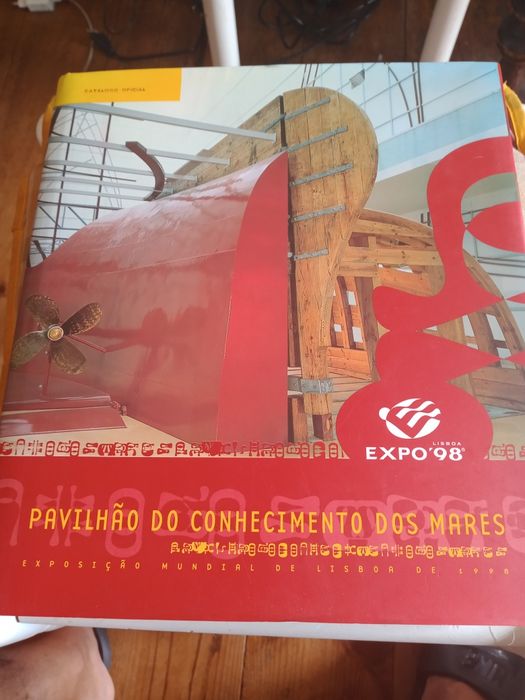 CATÁLOGO OFICIAL
LISBOA
EXPO'98®
PAVILHÃO DO CONHECIMENTO DOS MARES
EXPOSIÇÃO MUNDIAL DE LISBOA DE 1998